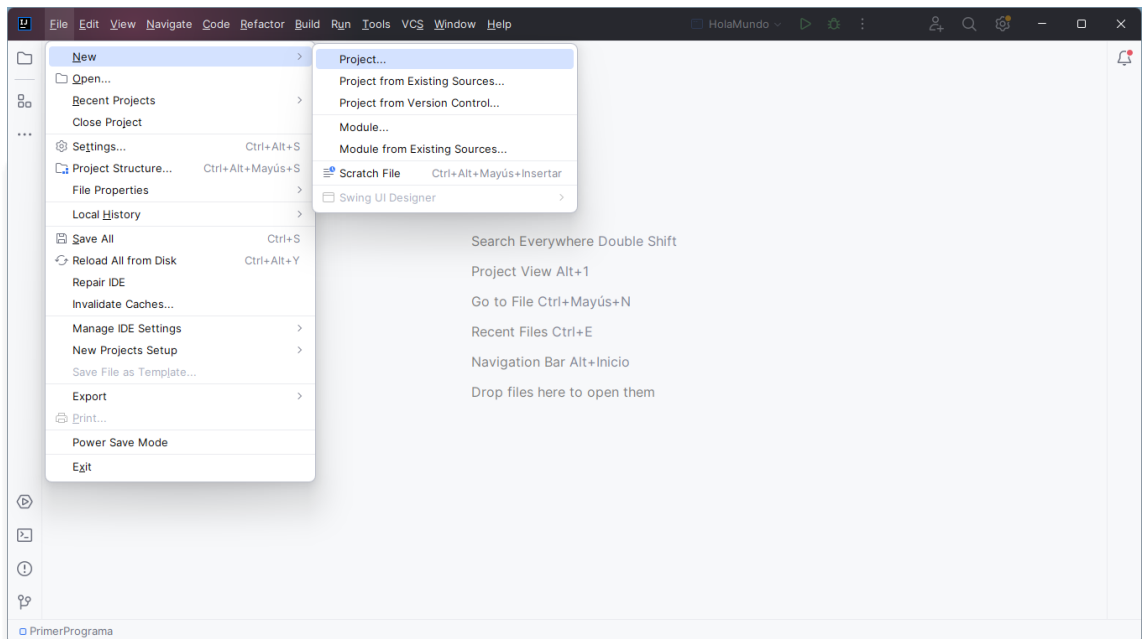 File Edit View Navigate Code Refactor Build Run Tools VCS Window Help HolaMundo
New
Open...
Recent Projects
Close Project
Settings... Ctrl+Alt+S
Project Structure... Ctrl+Alt+Mayús+S
File Properties
Local History
Save All Ctrl+S
Reload All from Disk Ctrl+Alt+Y
Repair IDE
Invalidate Caches...
Manage IDE Settings
New Projects Setup
Save File as Template...
Export
Print...
Power Save Mode
Exit
Project...
Project from Existing Sources...
Project from Version Control...
Module...
Module from Existing Sources...
Scratch File Ctrl+Alt+Mayús+Insertar
Swing UI Designer
Search Everywhere Double Shift
Project View Alt+1
Go to File Ctrl+Mayús+N
Recent Files Ctrl+E
Navigation Bar Alt+Inicio
Drop files here to open them
PrimerPrograma